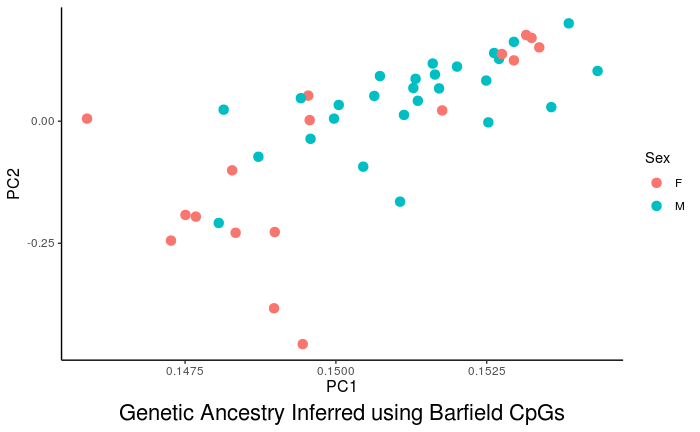 0.00
-0.25
PC2
0.1475
0.1500
0.1525
PC1
Sex
F
M
Genetic Ancestry Inferred using Barfield CpGs